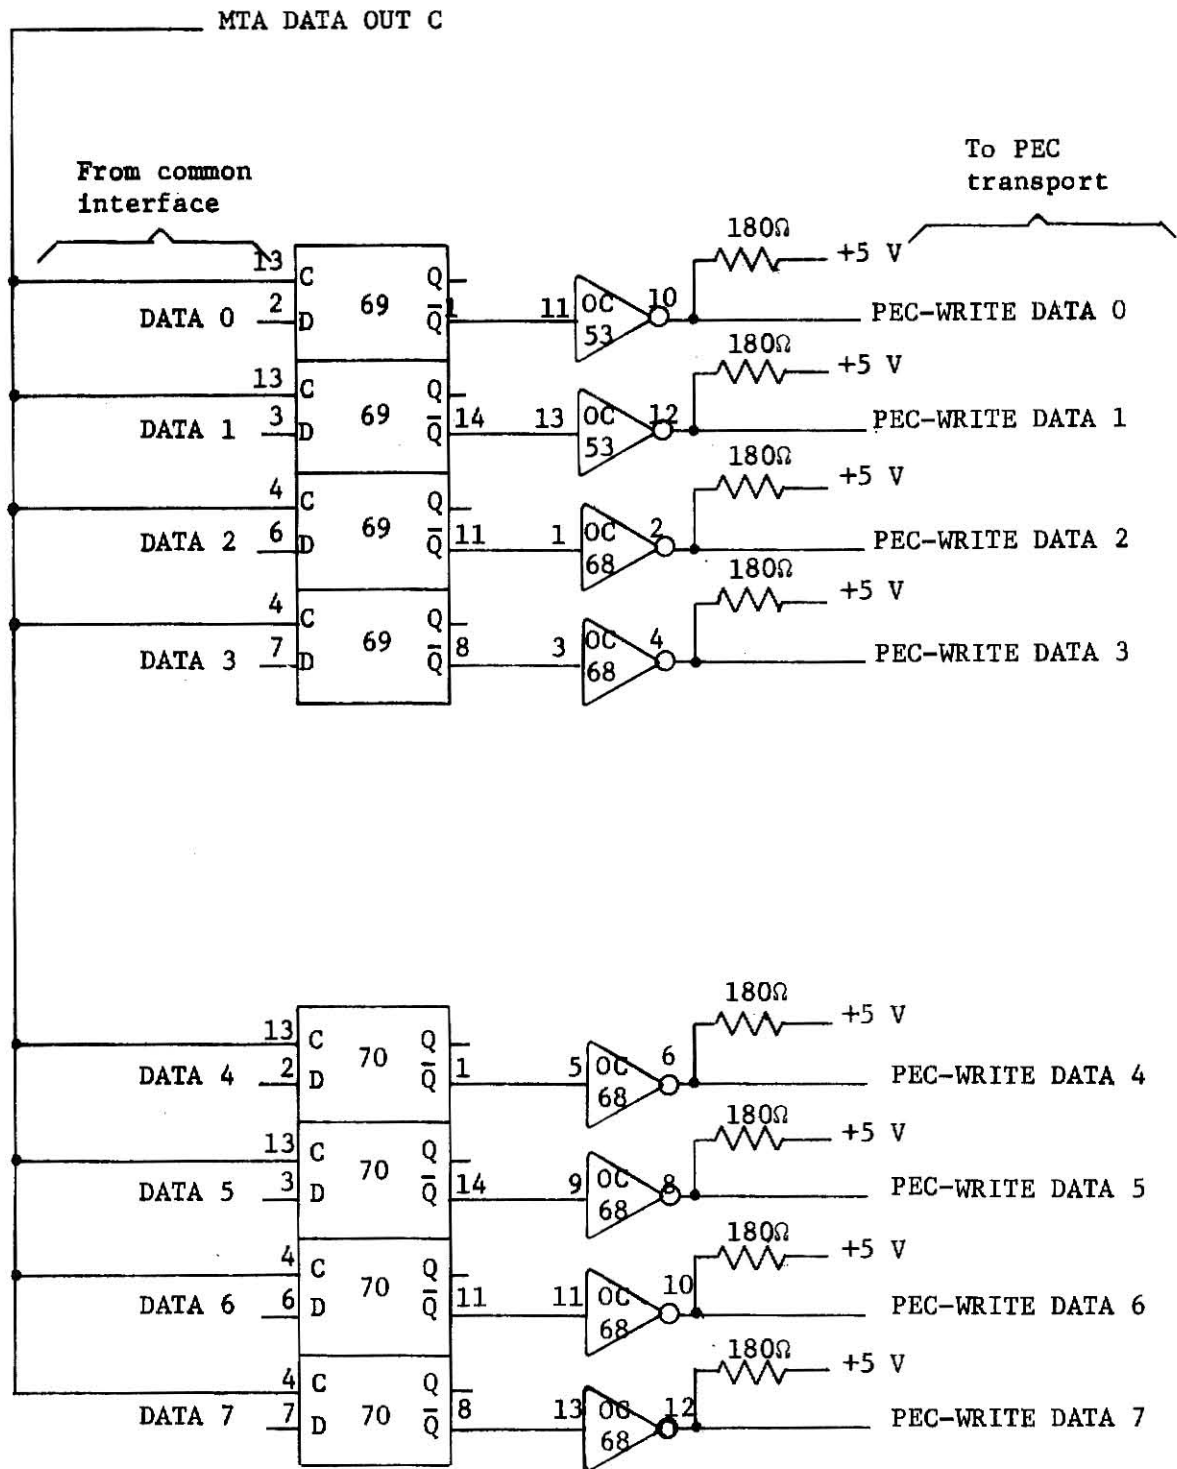 MTA DATA OUT C
From common
interface
To PEC
transport
180Ω
+5 V
13 C Q
DATA 0 2 D 69 Q̅ 1 11 OC 53 10 PEC-WRITE DATA 0
180Ω
+5 V
13 C Q
DATA 1 3 D 69 Q̅ 14 13 OC 53 12 PEC-WRITE DATA 1
180Ω
+5 V
4 C Q
DATA 2 6 D 69 Q̅ 11 1 OC 68 2 PEC-WRITE DATA 2
180Ω
+5 V
4 C Q
DATA 3 7 D 69 Q̅ 8 3 OC 68 4 PEC-WRITE DATA 3
180Ω
+5 V
13 C Q
DATA 4 2 D 70 Q̅ 1 5 OC 68 6 PEC-WRITE DATA 4
180Ω
+5 V
13 C Q
DATA 5 3 D 70 Q̅ 14 9 OC 68 8 PEC-WRITE DATA 5
180Ω
+5 V
4 C Q
DATA 6 6 D 70 Q̅ 11 11 OC 68 10 PEC-WRITE DATA 6
180Ω
+5 V
4 C Q
DATA 7 7 D 70 Q̅ 8 13 OC 68 12 PEC-WRITE DATA 7